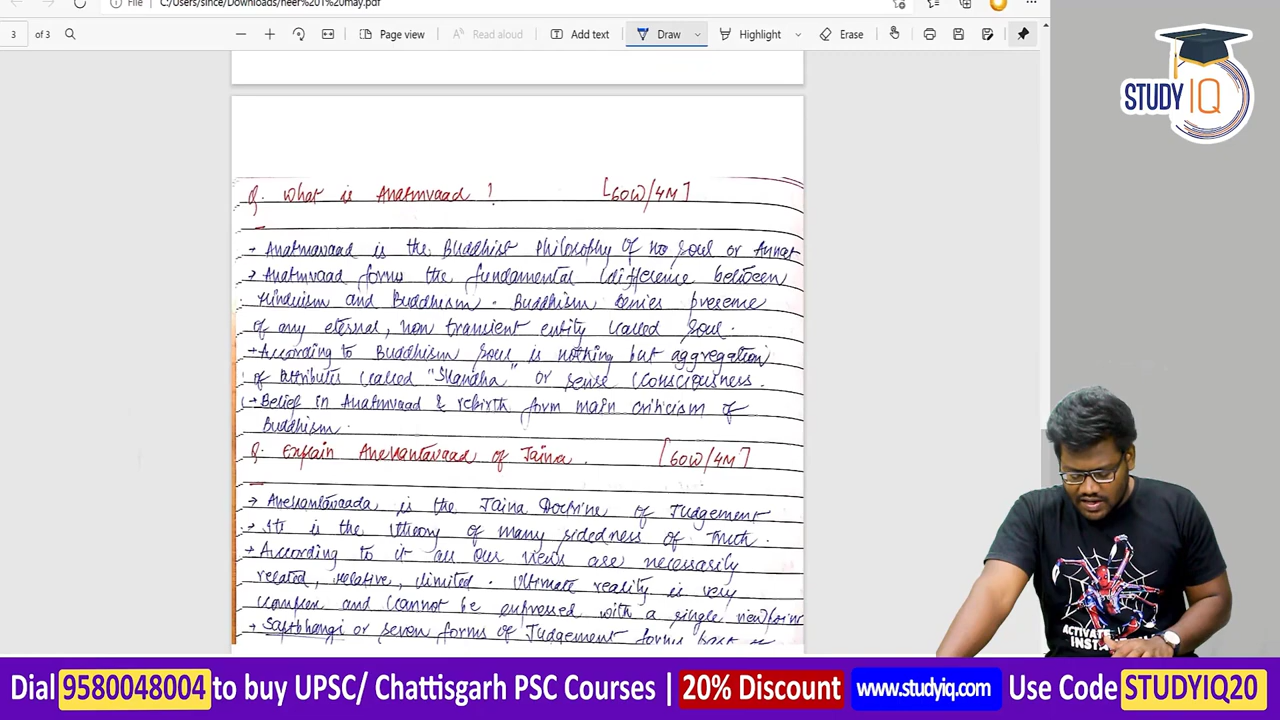 File | C:/Users/since/Downloads/neer%201%20may.pdf
3 of 3 Page view Read aloud Add text Draw Highlight Erase
STUDY IQ
Q. What is Anatmvaad ? [60W/4M]
→ Anatmavaad is the Buddhist Philosophy of no soul or Annat
→ Anatmvaad forms the fundamental difference between
Hinduism and Buddhism. Buddhism Denies presense
of any eternal, non transient entity called Soul.
→ According to Buddhism Soul is nothing but aggregation
of attributes called "Skandha" or sense Consciousness.
→ Belief in Anatmvaad & rebirth form main criticism of
Buddhism.
Q. Explain Anekantavaad of Jaina. [60W/4M]
→ Anekantavaada is the Jaina Doctrine of Judgement
→ It is the theory of many sidedness of Truth.
→ According to it all our views are necessarily
related, relative, limited. Ultimate reality is very
Complex and cannot be expressed with a single view
→ Saptbhangi or seven forms of Judgement forms
ACTIVATE
Dial 9580048004 to buy UPSC/ Chattisgarh PSC Courses | 20% Discount www.studyiq.com Use Code STUDYIQ20